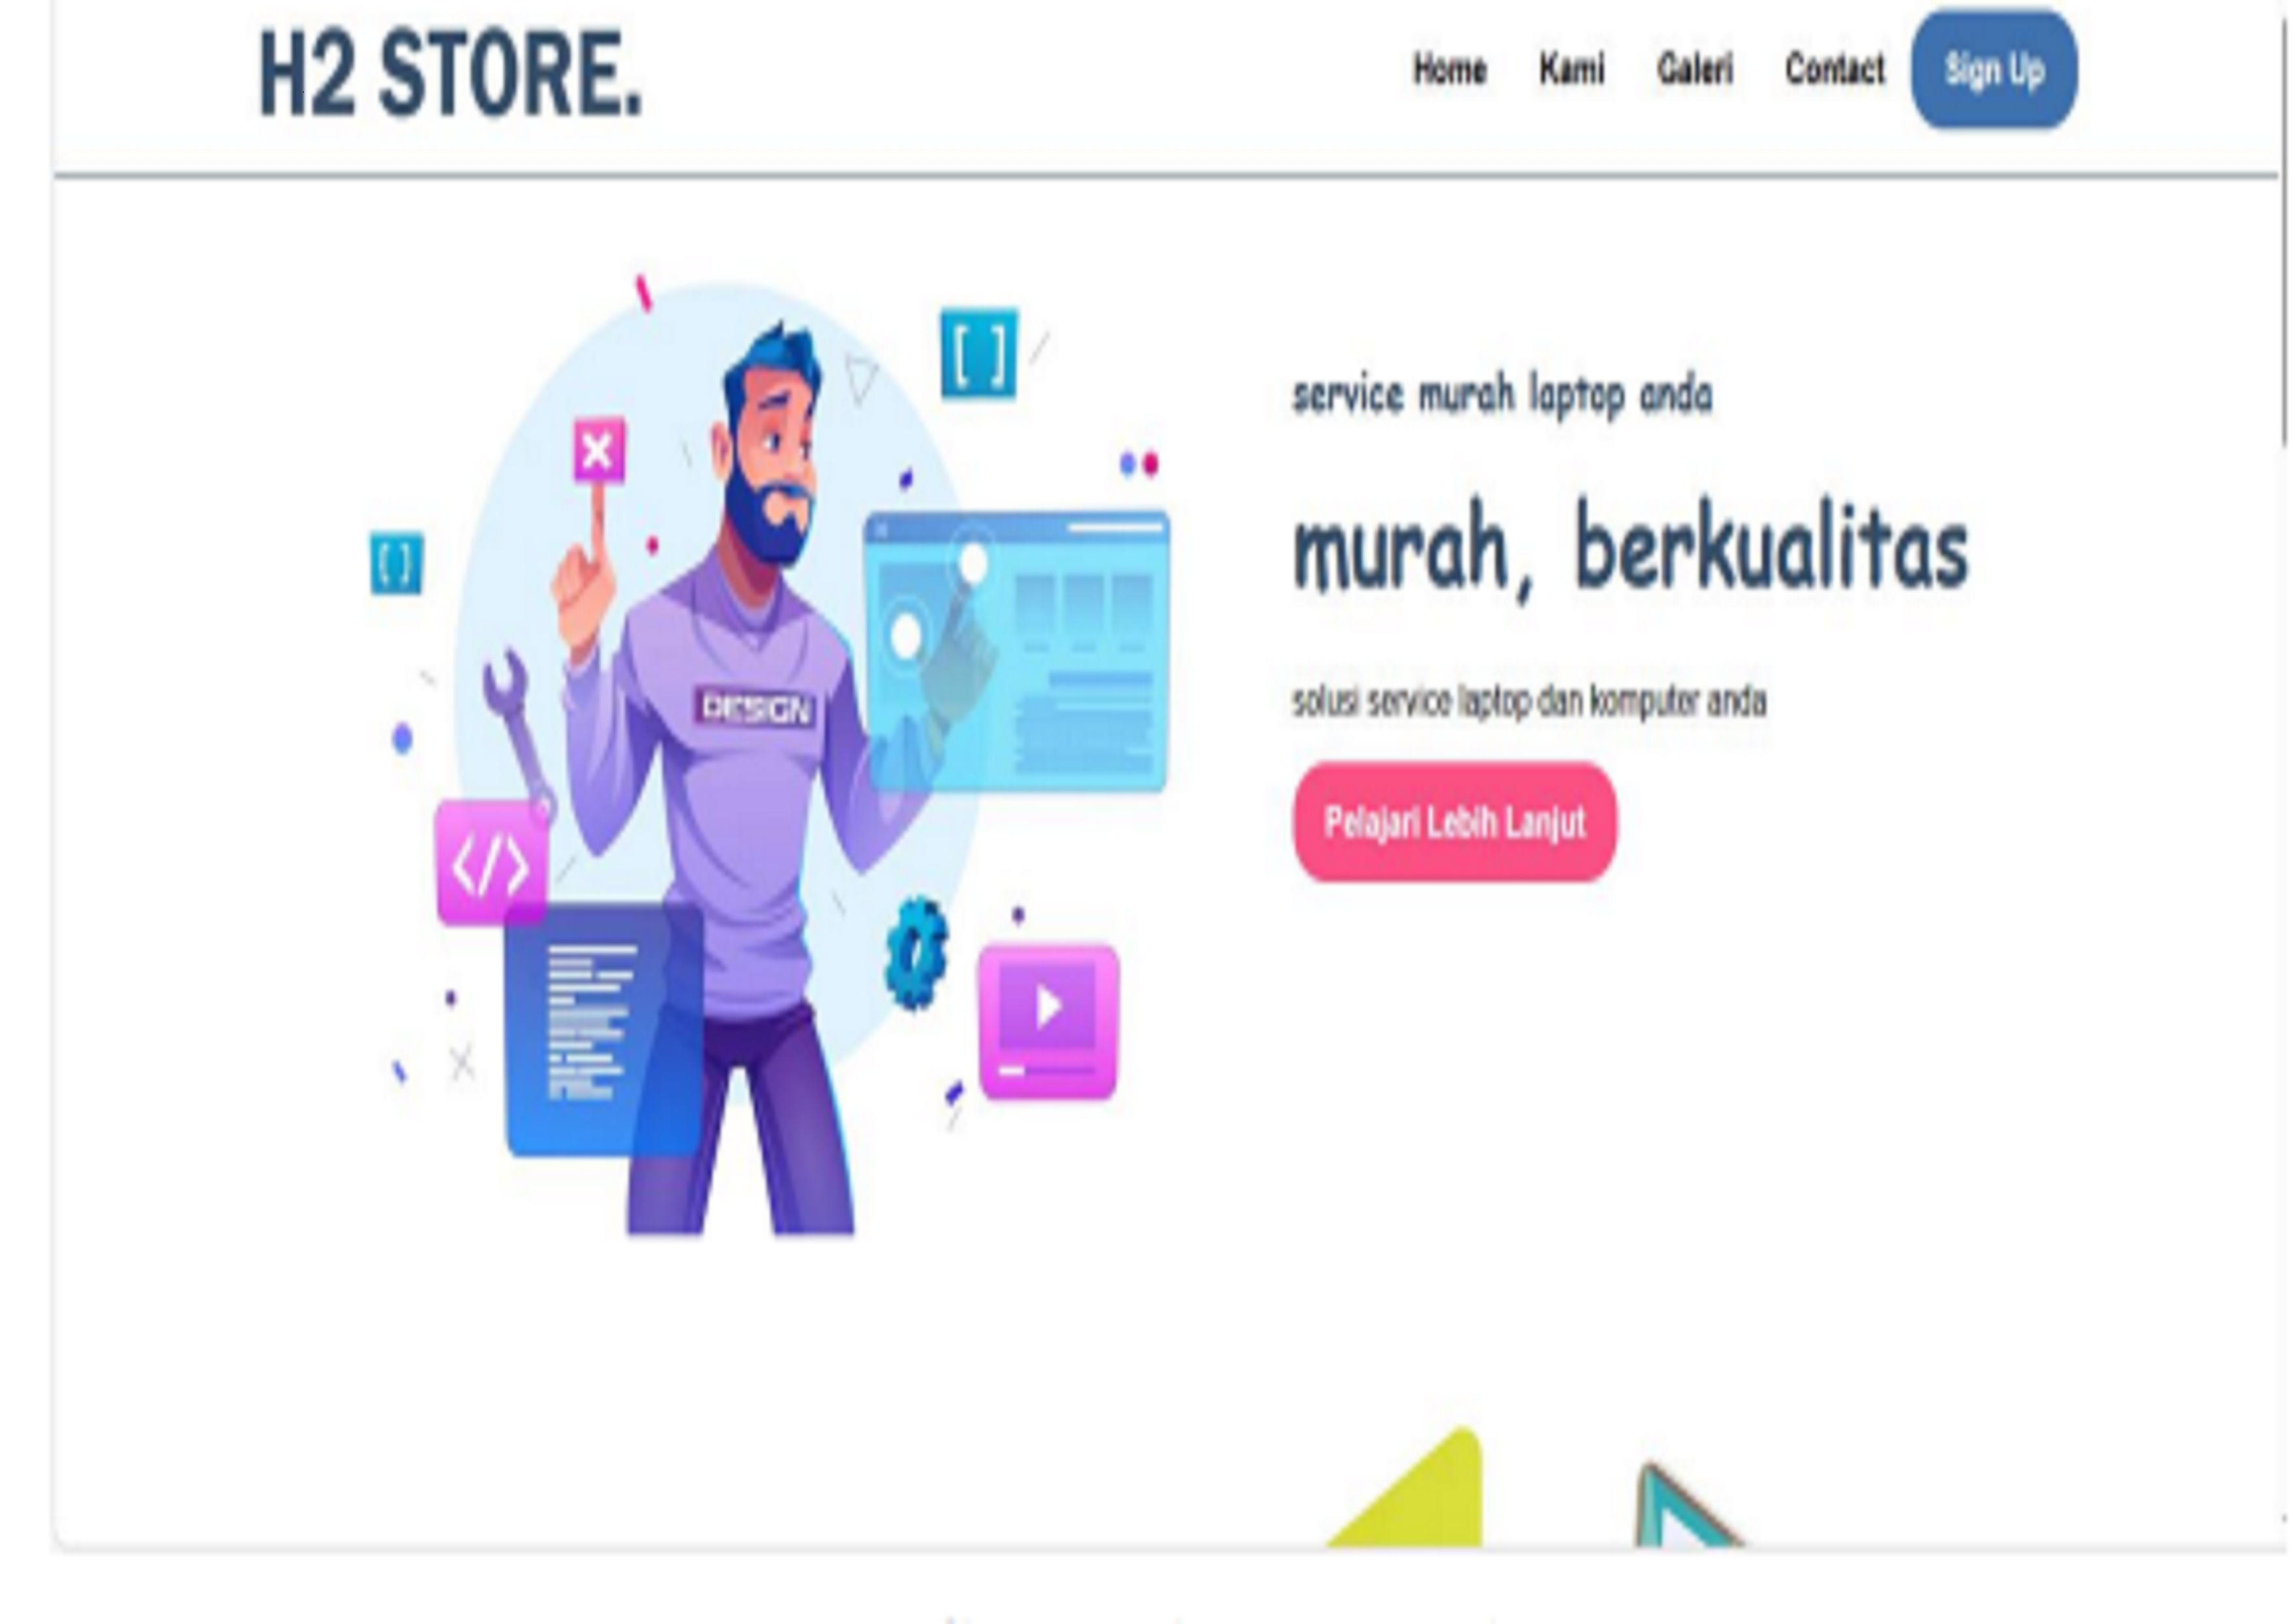 H2 STORE.
Home Kami Galeri Contact Sign Up
service murah laptop anda
murah, berkualitas
solusi service laptop dan komputer anda
Pelajari Lebih Lanjut
DESIGN